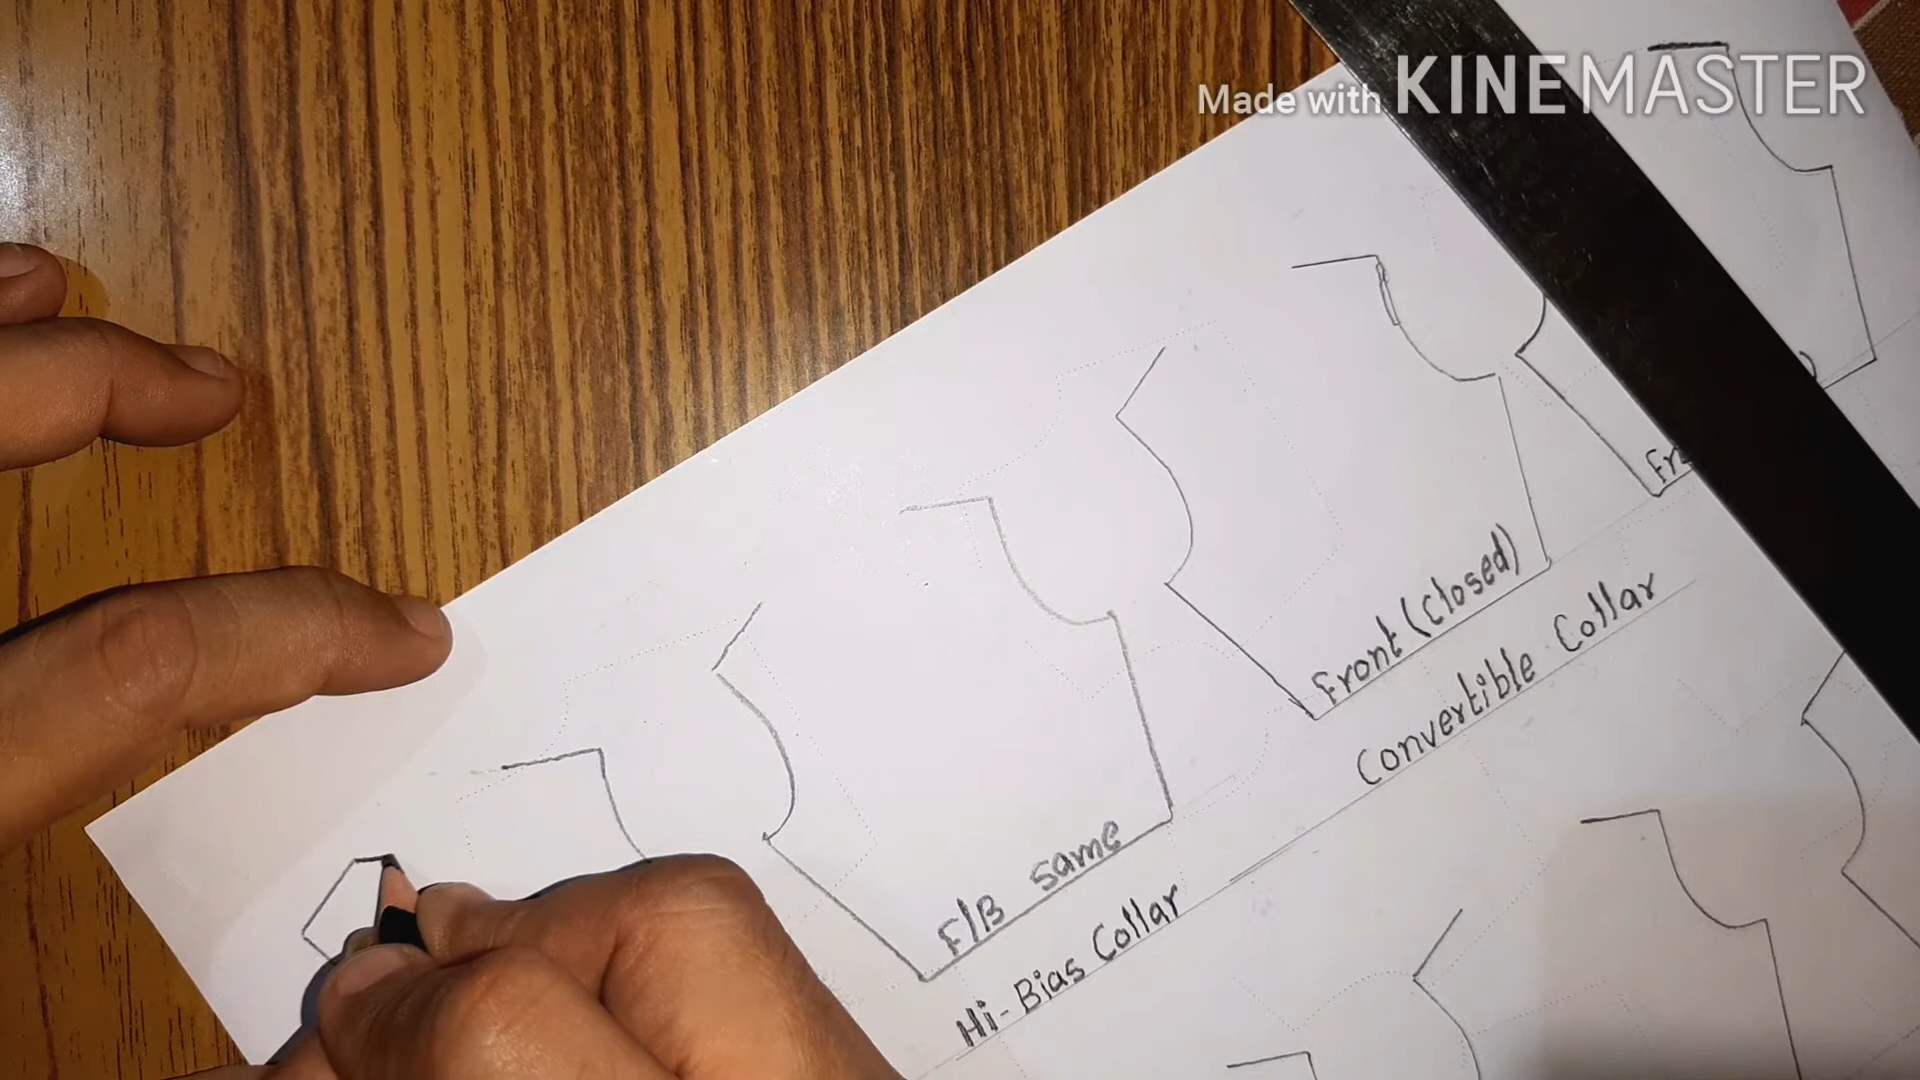 Made with KINEMASTER
F/B same
Hi-Bias Collar
Front (Closed)
Convertible Collar